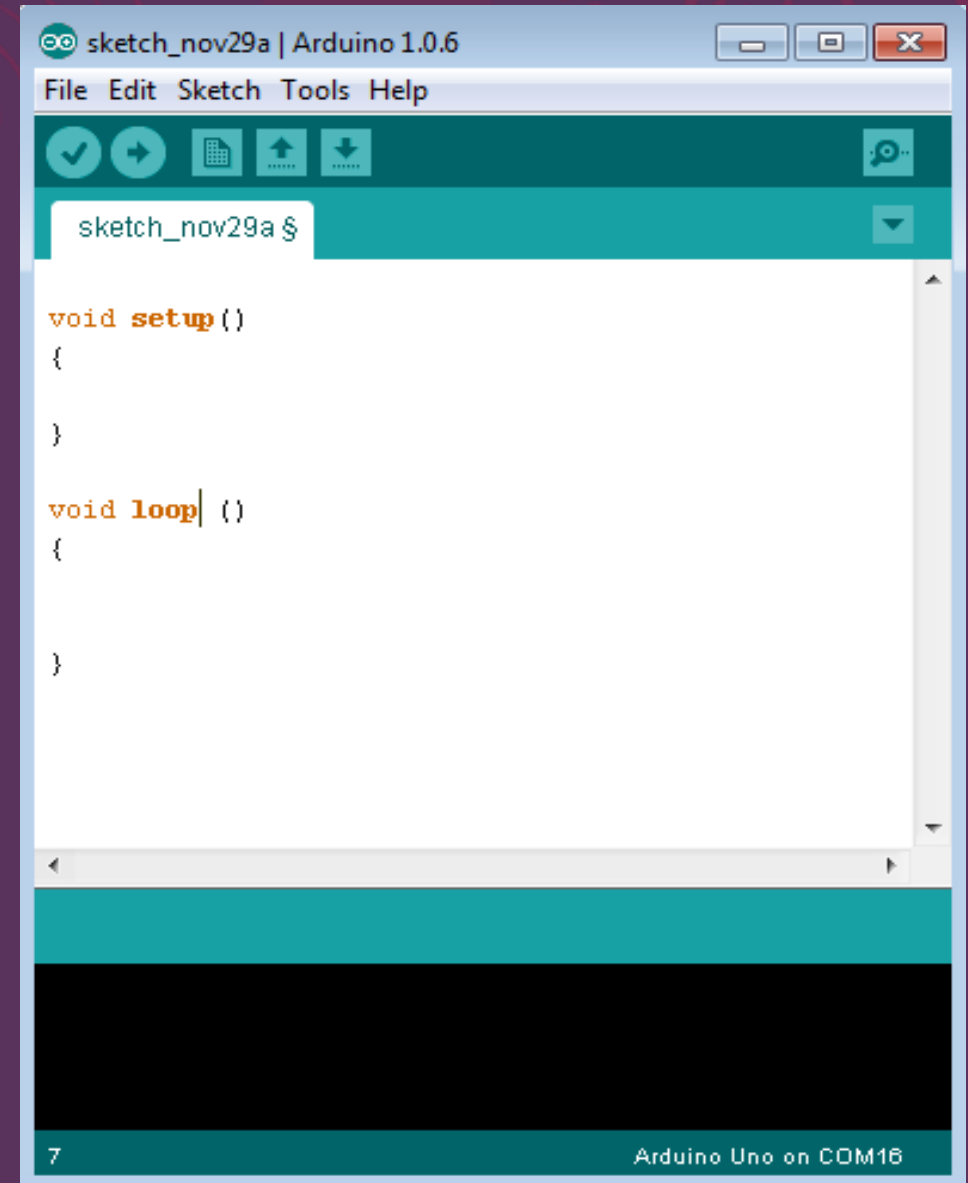 sketch_nov29a | Arduino 1.0.6
File Edit Sketch Tools Help
sketch_nov29a §
void setup()
{
}
void loop ()
{
}
7 Arduino Uno on COM16